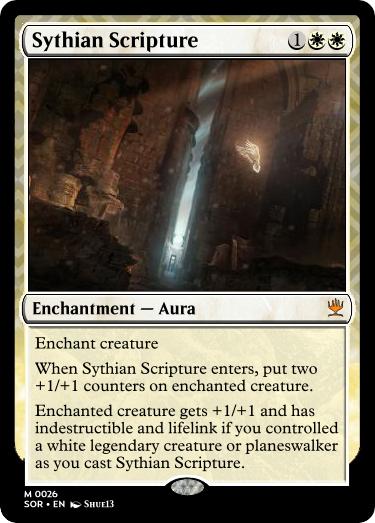 Sythian Scripture 1
Enchantment — Aura
Enchant creature
When Sythian Scripture enters, put two
+1/+1 counters on enchanted creature.
Enchanted creature gets +1/+1 and has
indestructible and lifelink if you controlled
a white legendary creature or planeswalker
as you cast Sythian Scripture.
M 0026
SOR • EN Shue13